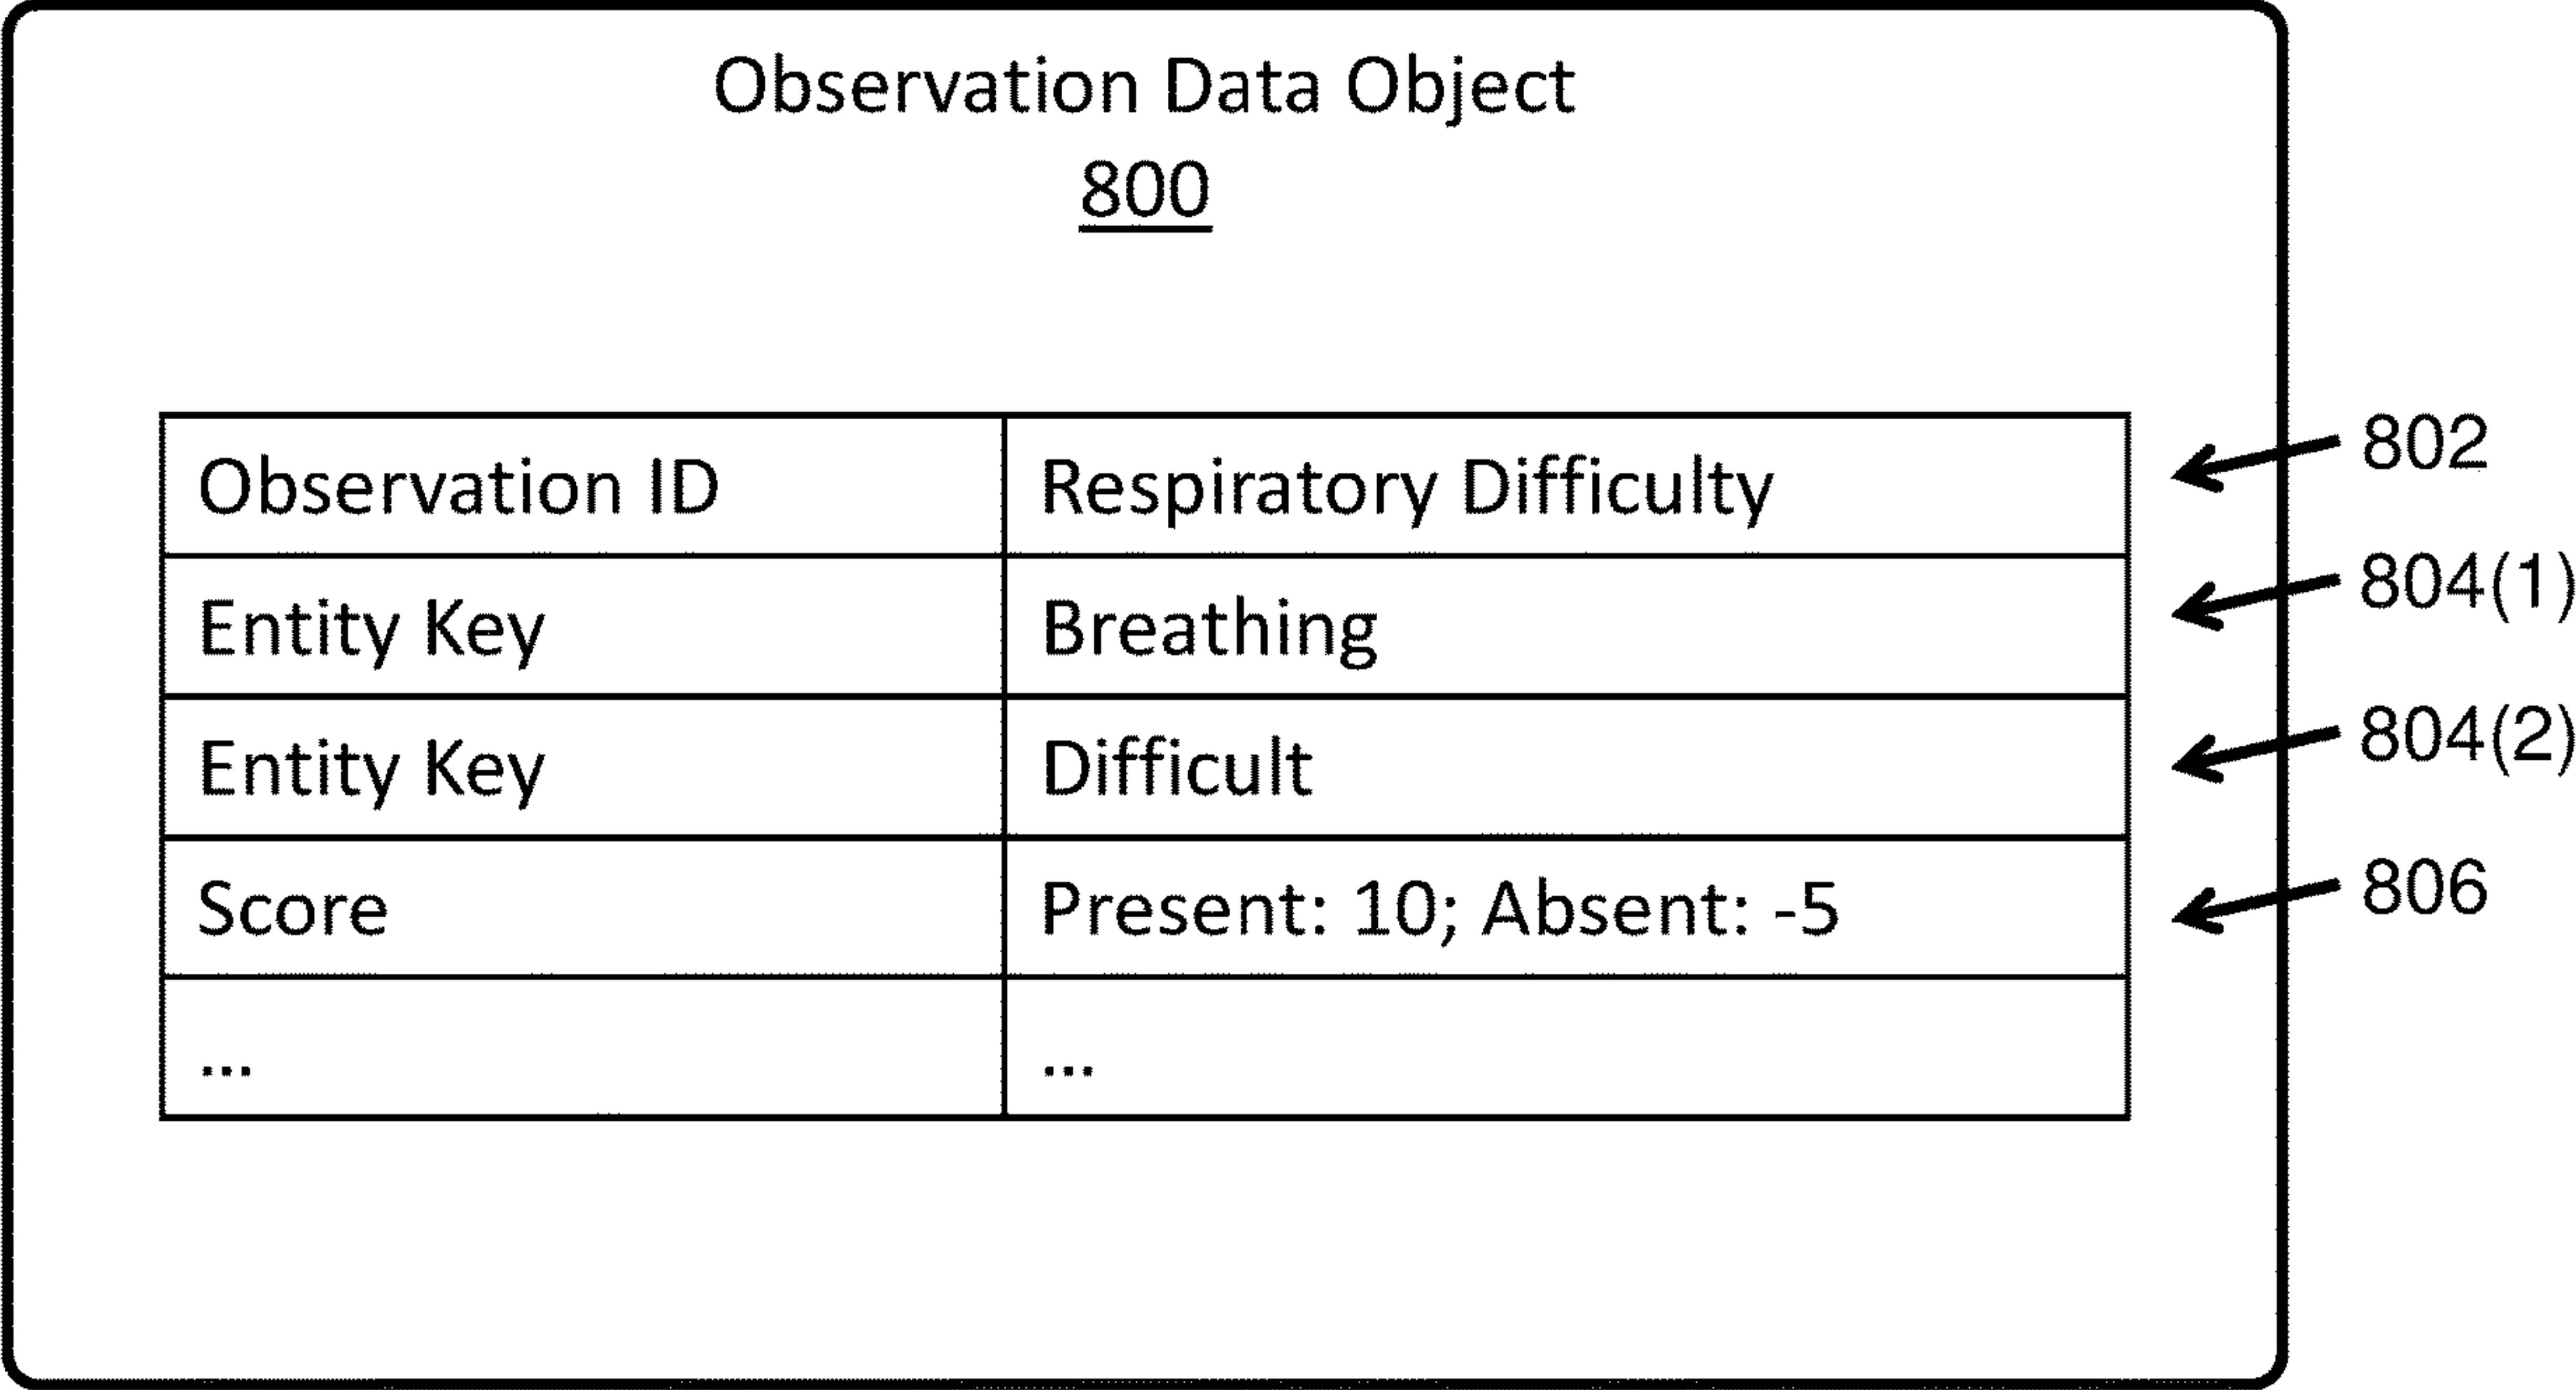 Observation Data Object
800
Observation ID Respiratory Difficulty 802
Entity Key Breathing 804(1)
Entity Key Difficult 804(2)
Score Present: 10; Absent: -5 806
... ...